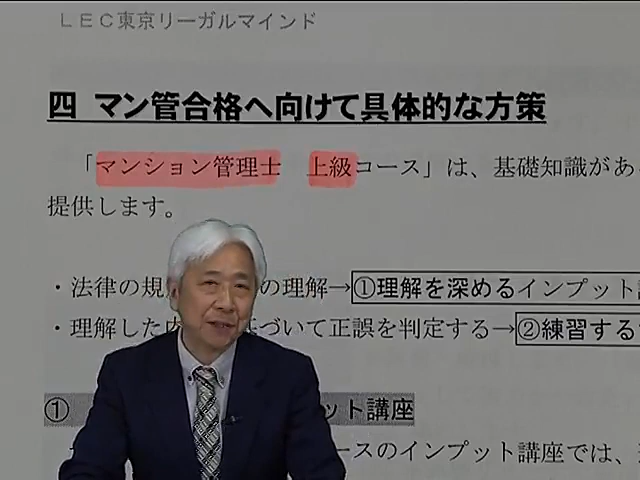 LEC東京リーガルマインド
四 マン管合格へ向けて具体的な方策
「マンション管理士 上級コース」は、基礎知識があ
提供します。
・法律の規 の理解→①理解を深めるインプット
・理解した内 づいて正誤を判定する→②練習する
① ット講座
ースのインプット講座では、